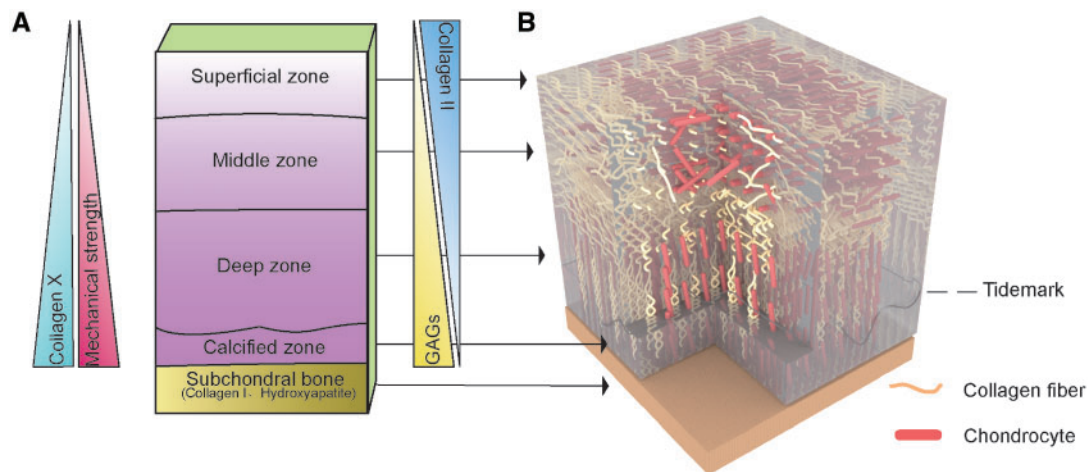 A
B
Collagen X
Mechanical strength
Superficial zone
Middle zone
Deep zone
Calcified zone
Subchondral bone
(Collagen I、Hydroxyapatite)
Collagen II
GAGs
Tidemark
Collagen fiber
Chondrocyte